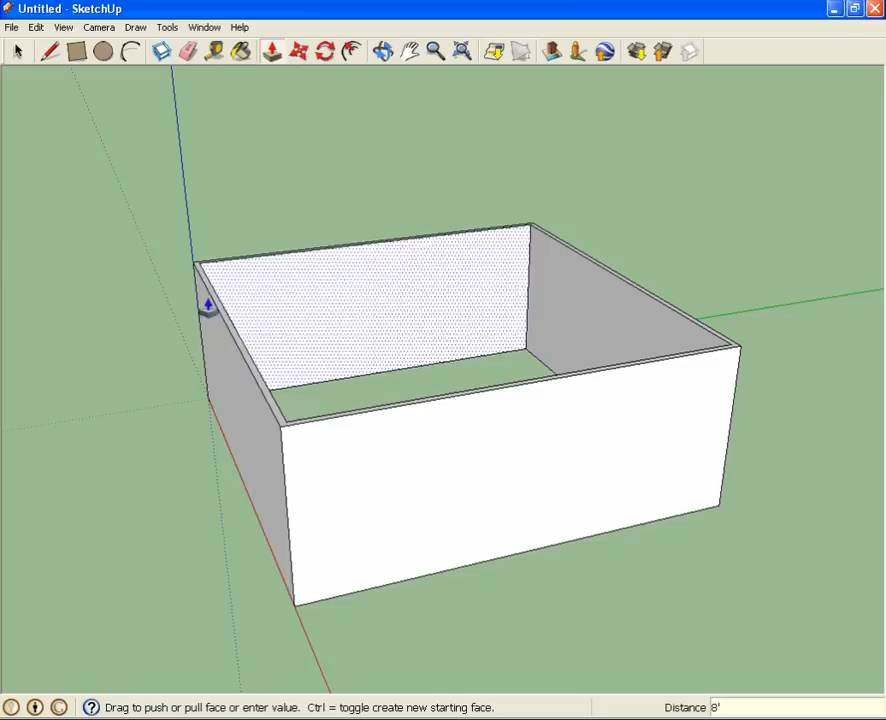 Untitled - SketchUp
File Edit View Camera Draw Tools Window Help
Drag to push or pull face or enter value. Ctrl = toggle create new starting face. Distance 8'